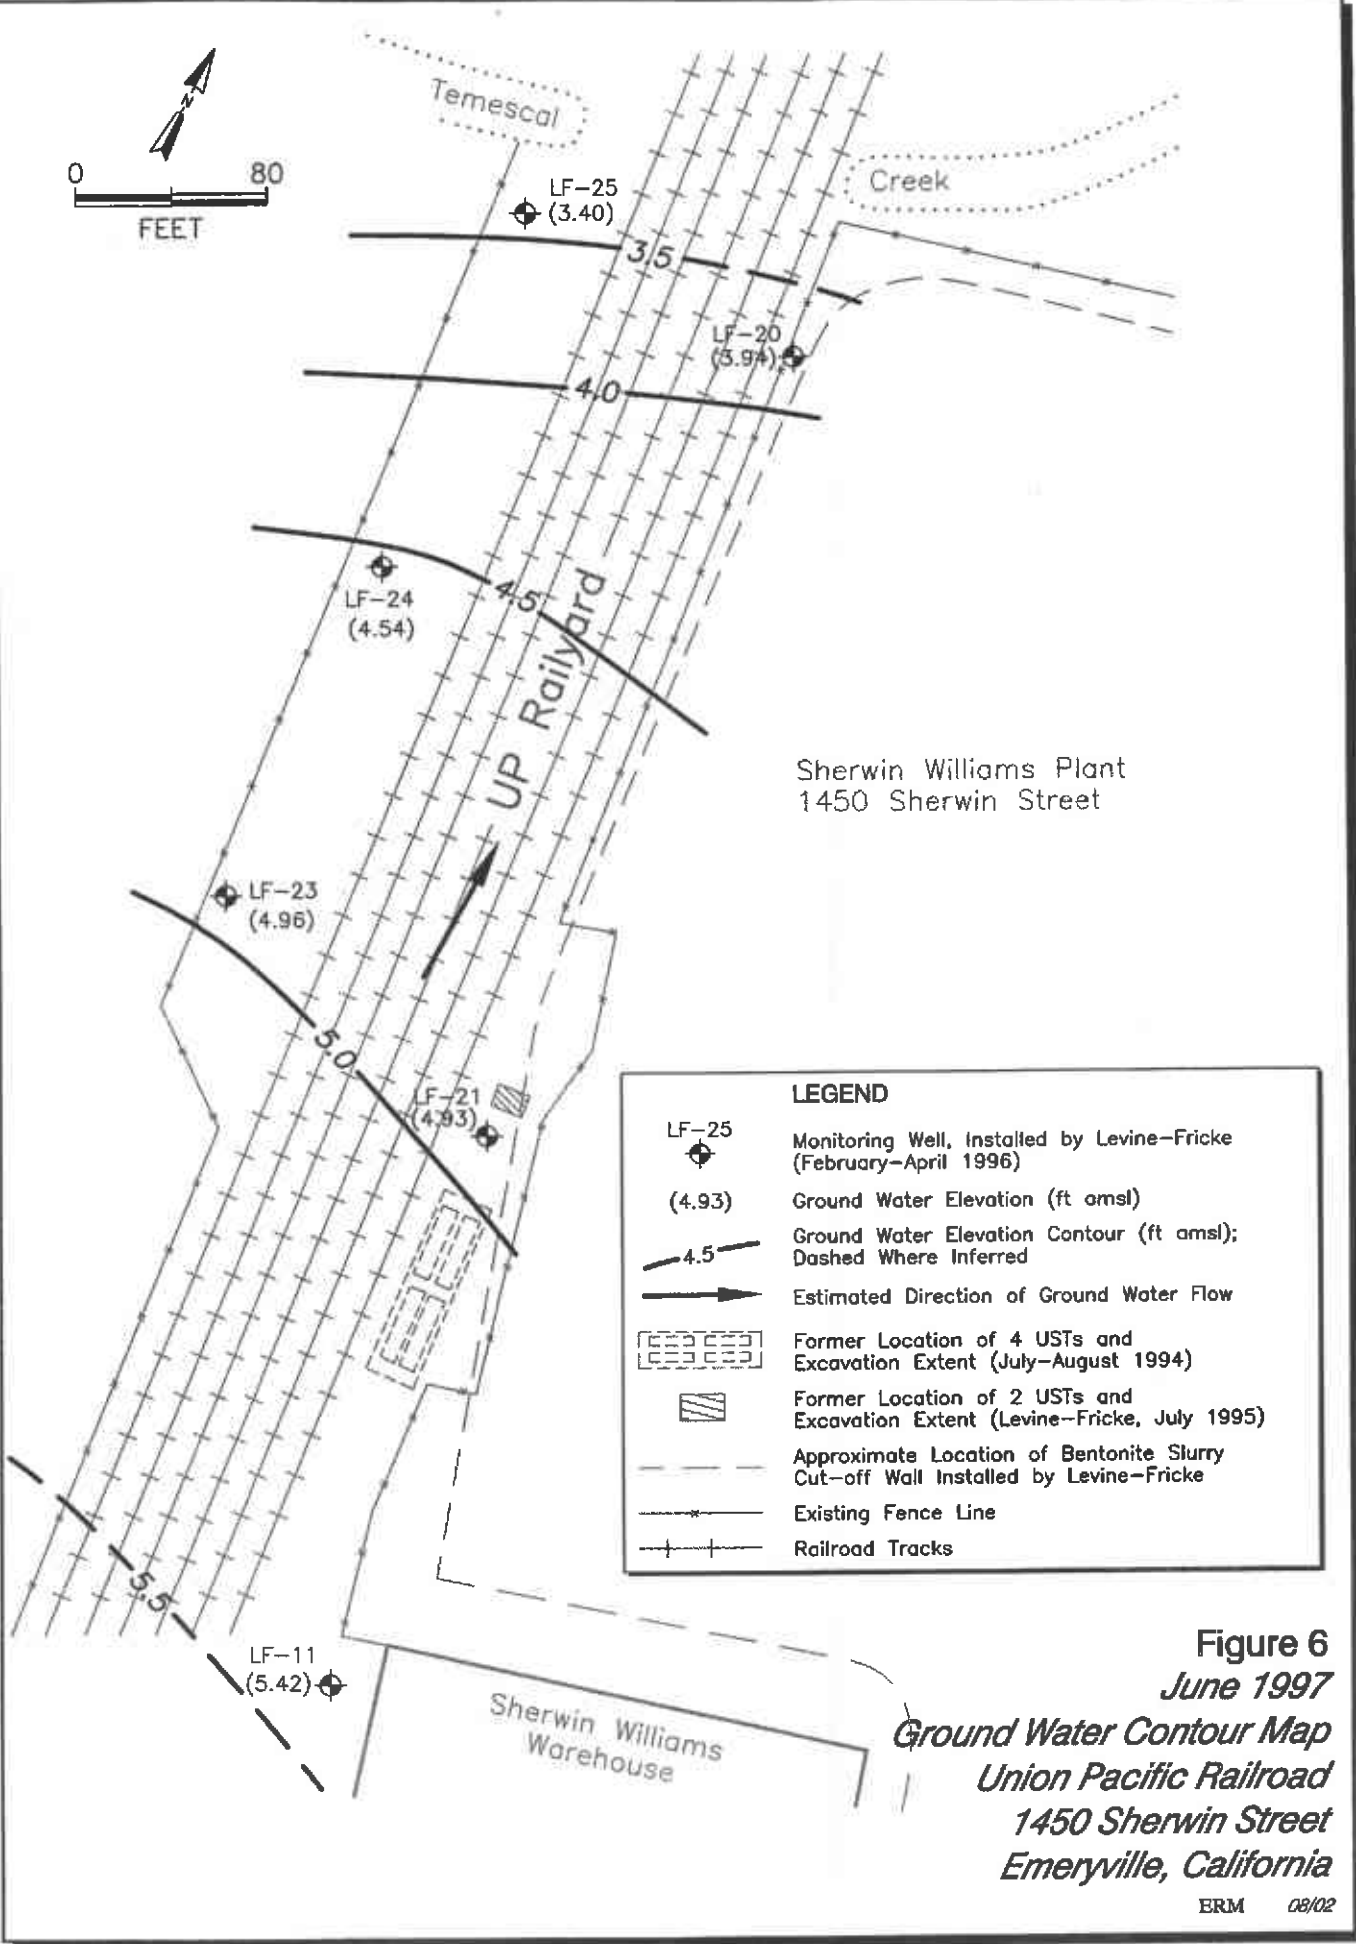 N
0 80
FEET
Temescal
Creek
LF-25
(3.40)
3.5
LF-20
(3.94)
4.0
4.5
LF-24
(4.54)
UP Railyard
Sherwin Williams Plant
1450 Sherwin Street
LF-23
(4.96)
5.0
LF-21
(4.93)
5.5
LF-11
(5.42)
Sherwin Williams
Warehouse
LEGEND
LF-25
Monitoring Well, Installed by Levine-Fricke
(February-April 1996)
(4.93)
Ground Water Elevation (ft amsl)
4.5
Ground Water Elevation Contour (ft amsl);
Dashed Where Inferred
Estimated Direction of Ground Water Flow
Former Location of 4 USTs and
Excavation Extent (July-August 1994)
Former Location of 2 USTs and
Excavation Extent (Levine-Fricke, July 1995)
Approximate Location of Bentonite Slurry
Cut-off Wall Installed by Levine-Fricke
Existing Fence Line
Railroad Tracks
Figure 6
June 1997
Ground Water Contour Map
Union Pacific Railroad
1450 Sherwin Street
Emeryville, California
ERM 08/02